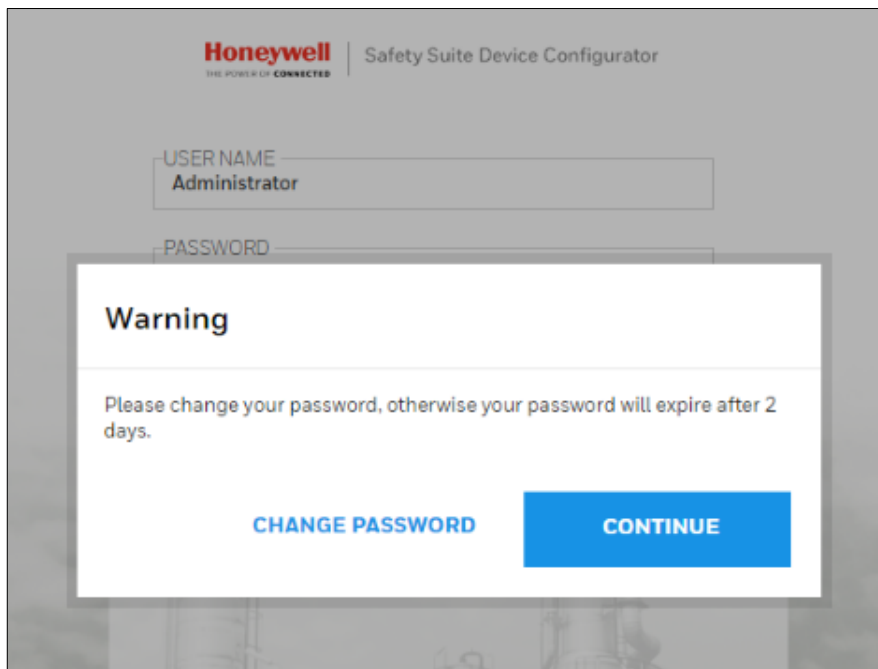 Honeywell
THE POWER OF CONNECTED
Safety Suite Device Configurator
USER NAME
Administrator
PASSWORD
Warning
Please change your password, otherwise your password will expire after 2
days.
CHANGE PASSWORD
CONTINUE